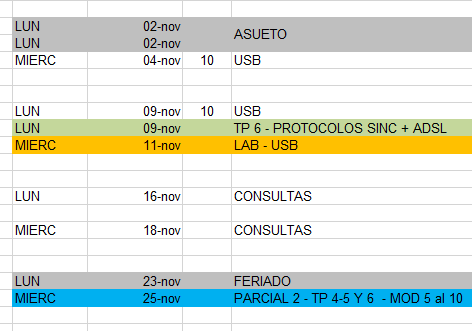 LUN 02-nov ASUETO
LUN 02-nov
MIERC 04-nov 10 USB
LUN 09-nov 10 USB
LUN 09-nov TP 6 - PROTOCOLOS SINC + ADSL
MIERC 11-nov LAB - USB
LUN 16-nov CONSULTAS
MIERC 18-nov CONSULTAS
LUN 23-nov FERIADO
MIERC 25-nov PARCIAL 2 - TP 4-5 Y 6 - MOD 5 al 10